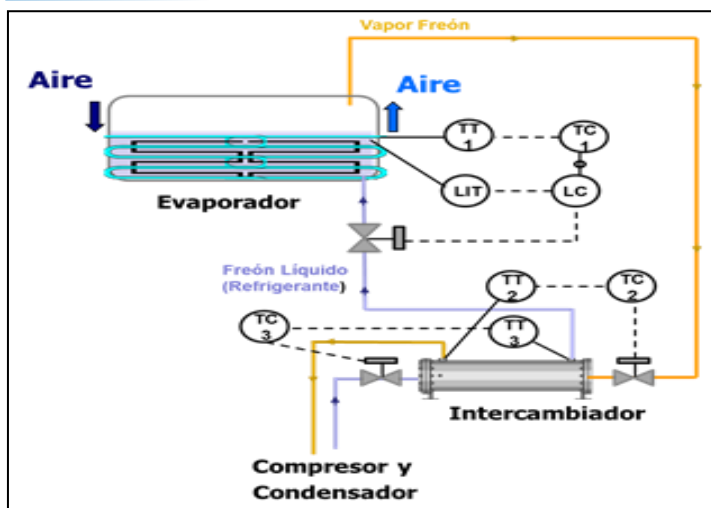 Vapor Freón
Aire
Aire
TT
1
TC
1
LIT
LC
Evaporador
Freón Líquido
(Refrigerante)
TT
2
TC
2
TC
3
TT
3
Intercambiador
Compresor y
Condensador